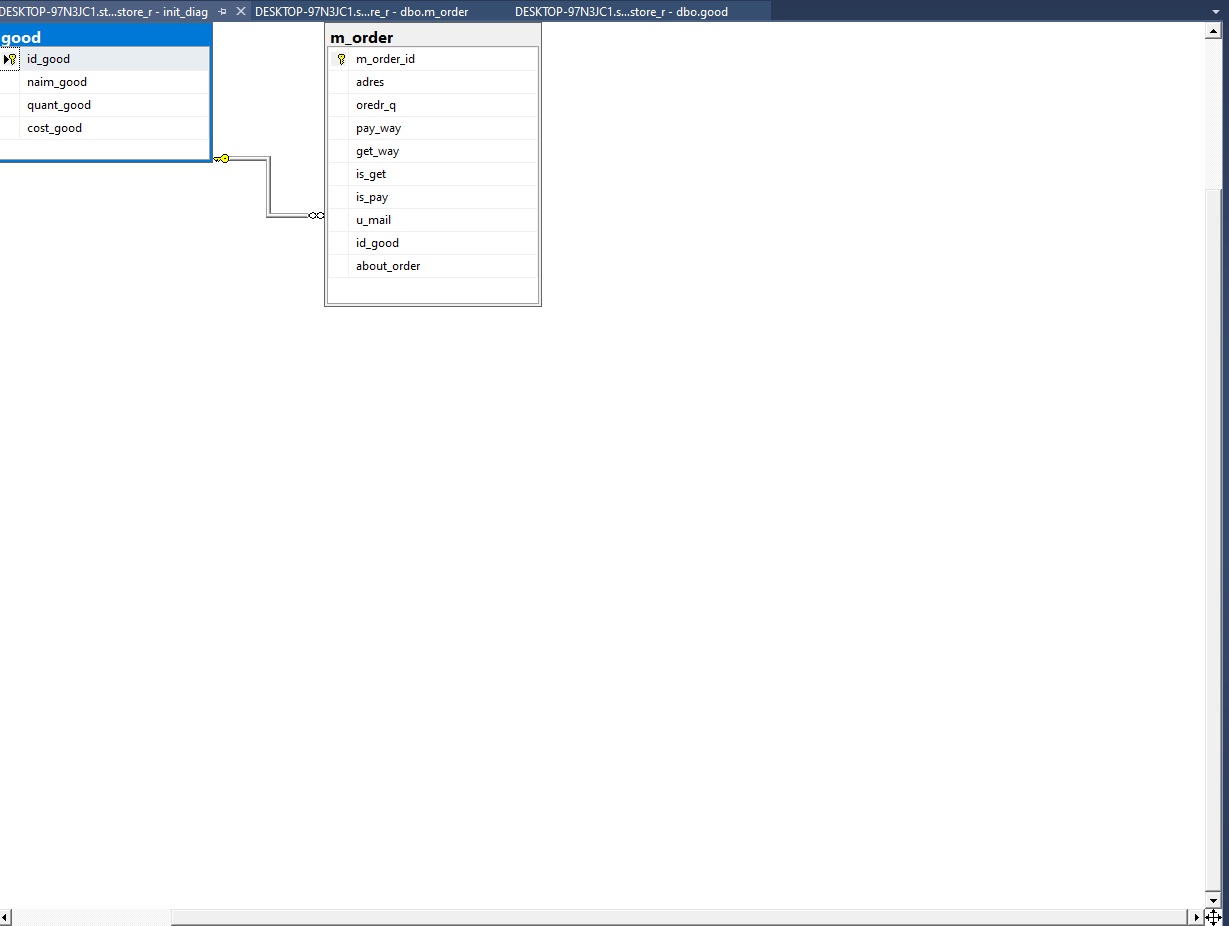 DESKTOP-97N3JC1.st...store_r - init_diag
DESKTOP-97N3JC1.s...re_r - dbo.m_order
DESKTOP-97N3JC1.s...store_r - dbo.good
good
id_good
naim_good
quant_good
cost_good
m_order
m_order_id
adres
oredr_q
pay_way
get_way
is_get
is_pay
u_mail
id_good
about_order